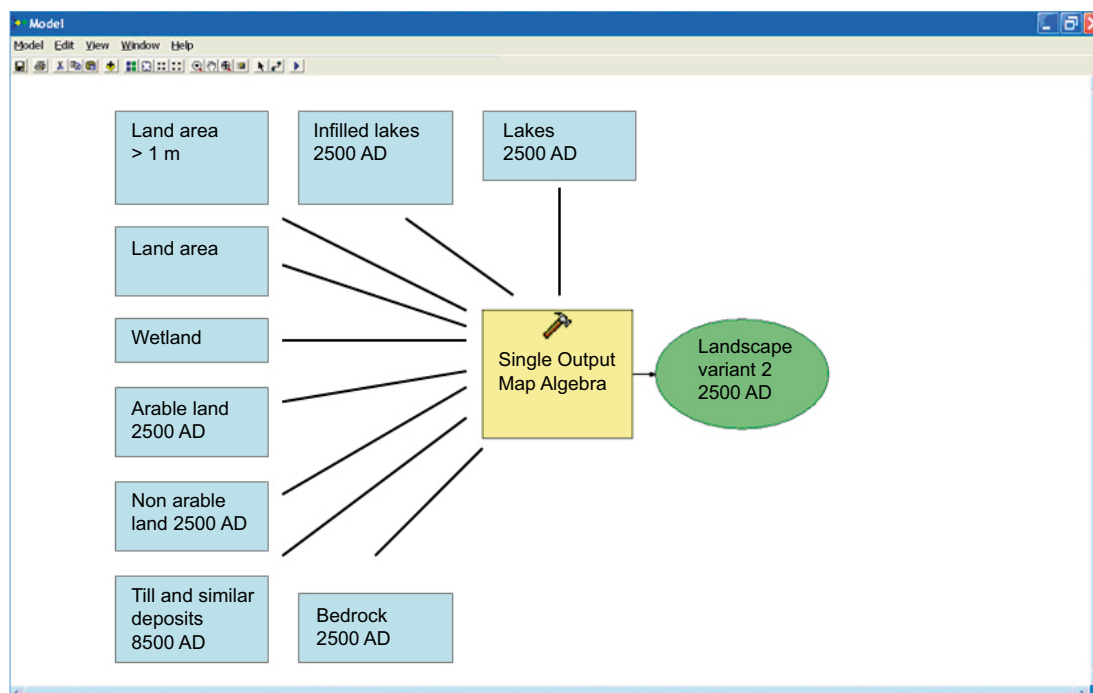 Model
Model Edit View Window Help
Land area
> 1 m
Infilled lakes
2500 AD
Lakes
2500 AD
Land area
Wetland
Arable land
2500 AD
Non arable
land 2500 AD
Till and similar
deposits
8500 AD
Bedrock
2500 AD
Single Output
Map Algebra
Landscape
variant 2
2500 AD